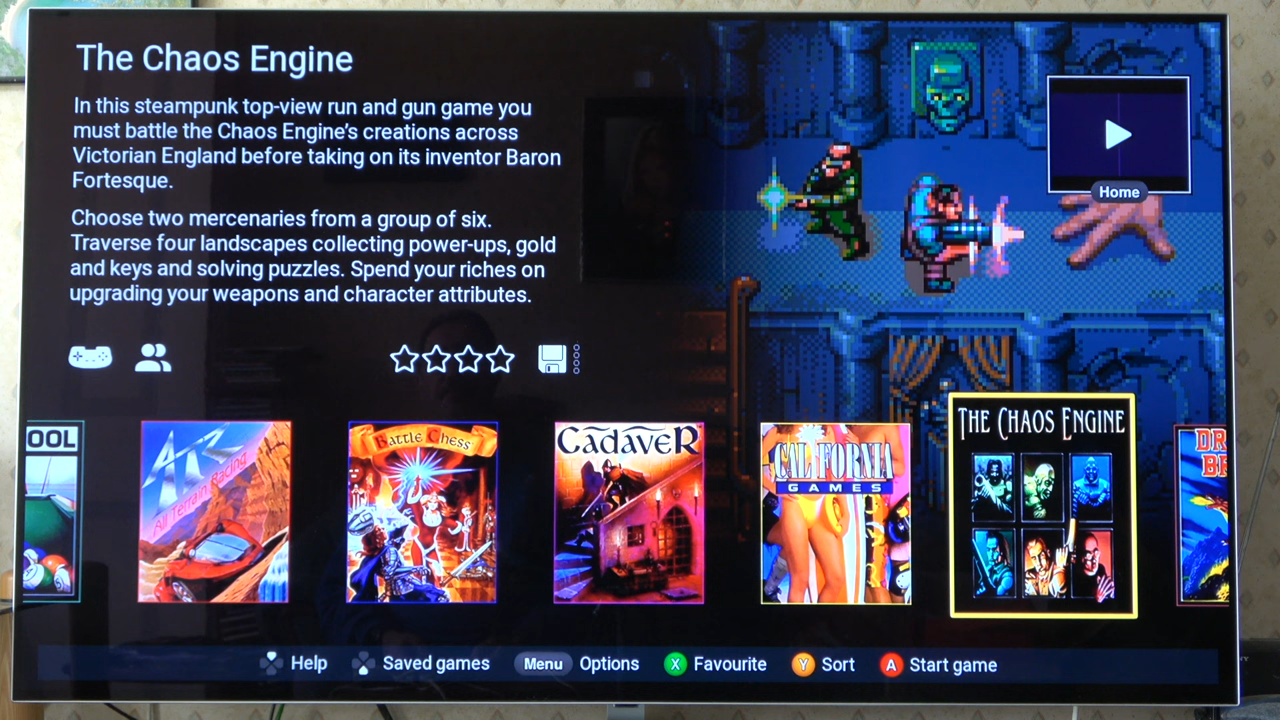 The Chaos Engine
In this steampunk top-view run and gun game you
must battle the Chaos Engine's creations across
Victorian England before taking on its inventor Baron
Fortesque.
Choose two mercenaries from a group of six.
Traverse four landscapes collecting power-ups, gold
and keys and solving puzzles. Spend your riches on
upgrading your weapons and character attributes.
Home
OOL
ATR
All Terrain Racing
Battle Chess
CADAVER
CALIFORNIA
GAMES
THE CHAOS ENGINE
DR
BR
Help
Saved games
Menu
Options
X
Favourite
Y
Sort
A
Start game